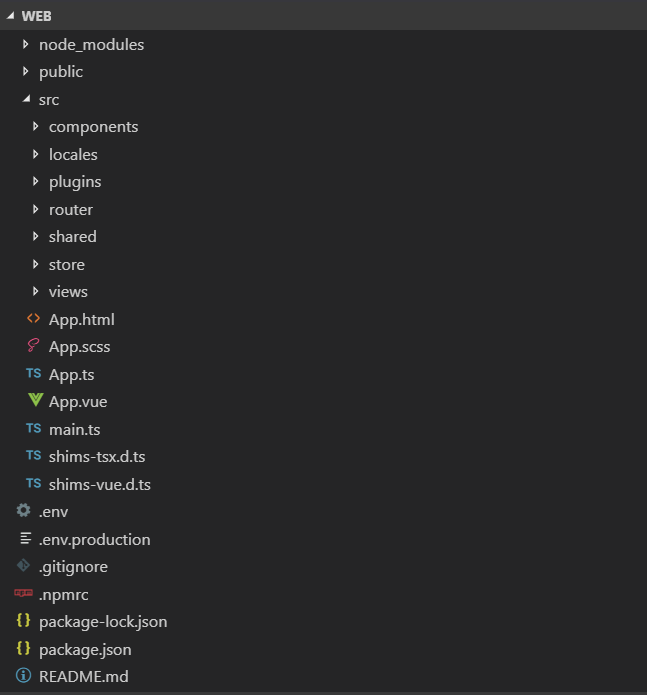 WEB
node_modules
public
src
components
locales
plugins
router
shared
store
views
<> App.html
App.scss
TS App.ts
App.vue
TS main.ts
TS shims-tsx.d.ts
TS shims-vue.d.ts
.env
.env.production
.gitignore
npm .npmrc
{} package-lock.json
{} package.json
README.md